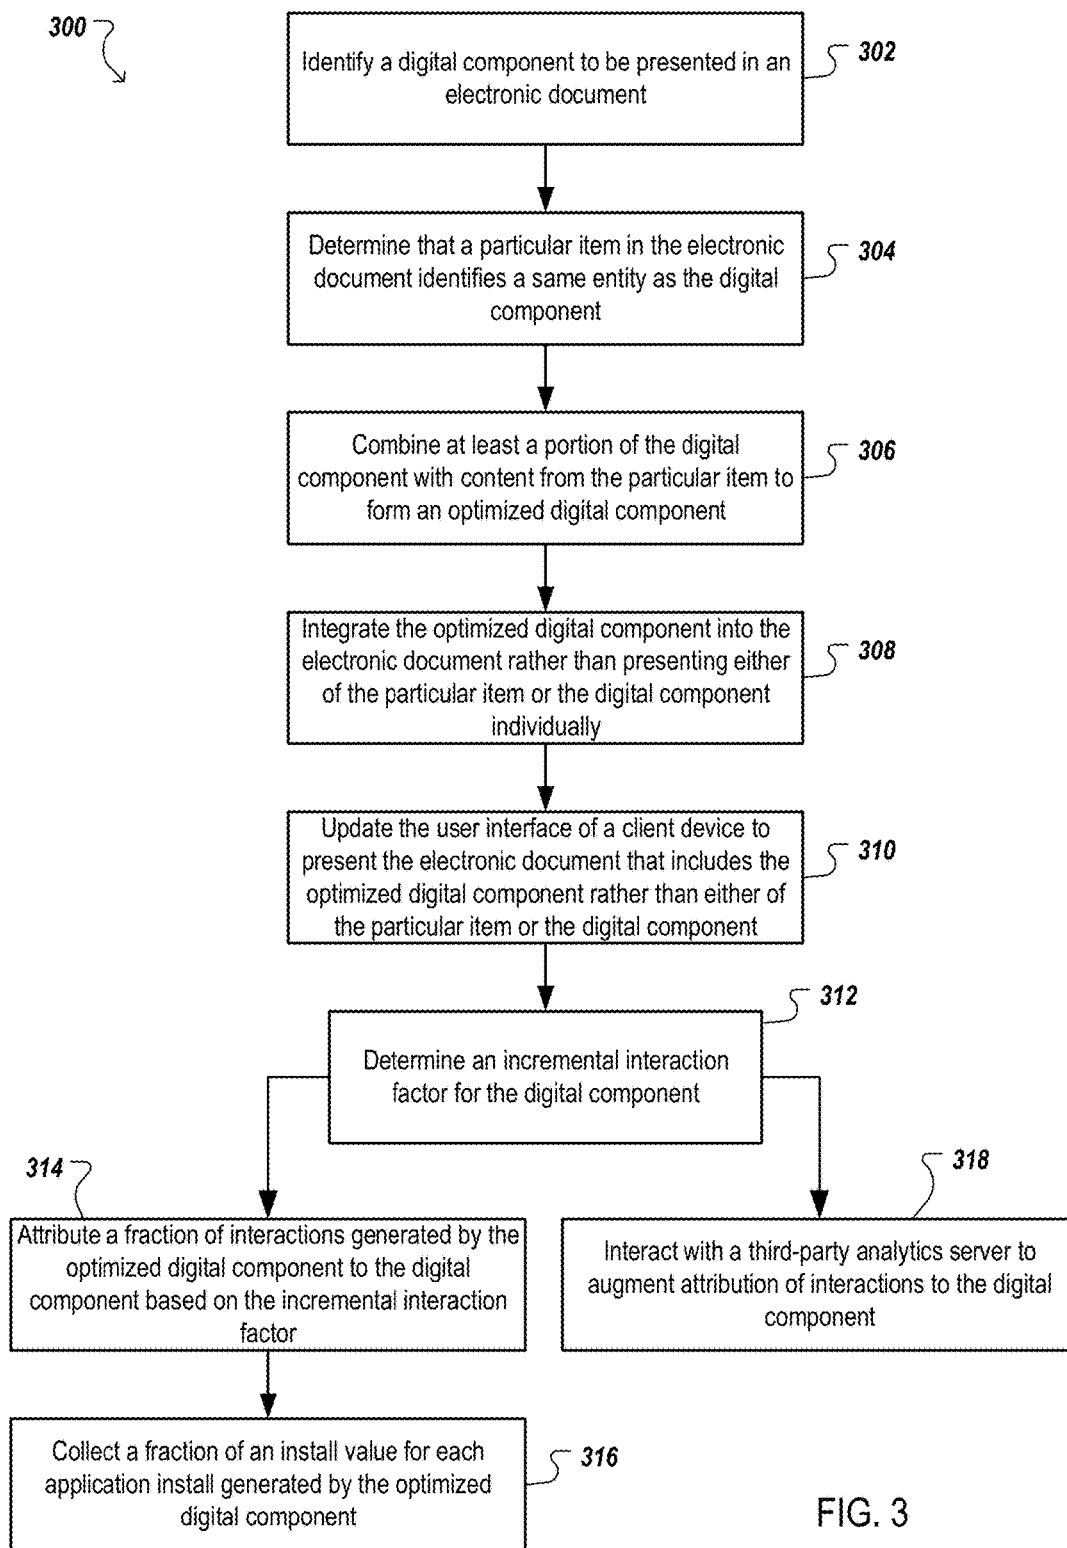 300
302
Identify a digital component to be presented in an
electronic document
304
Determine that a particular item in the electronic
document identifies a same entity as the digital
component
306
Combine at least a portion of the digital
component with content from the particular item to
form an optimized digital component
308
Integrate the optimized digital component into the
electronic document rather than presenting either
of the particular item or the digital component
individually
310
Update the user interface of a client device to
present the electronic document that includes the
optimized digital component rather than either of
the particular item or the digital component
312
Determine an incremental interaction
factor for the digital component
314
Attribute a fraction of interactions generated by the
optimized digital component to the digital
component based on the incremental interaction
factor
318
Interact with a third-party analytics server to
augment attribution of interactions to the digital
component
316
Collect a fraction of an install value for each
application install generated by the optimized
digital component
FIG. 3